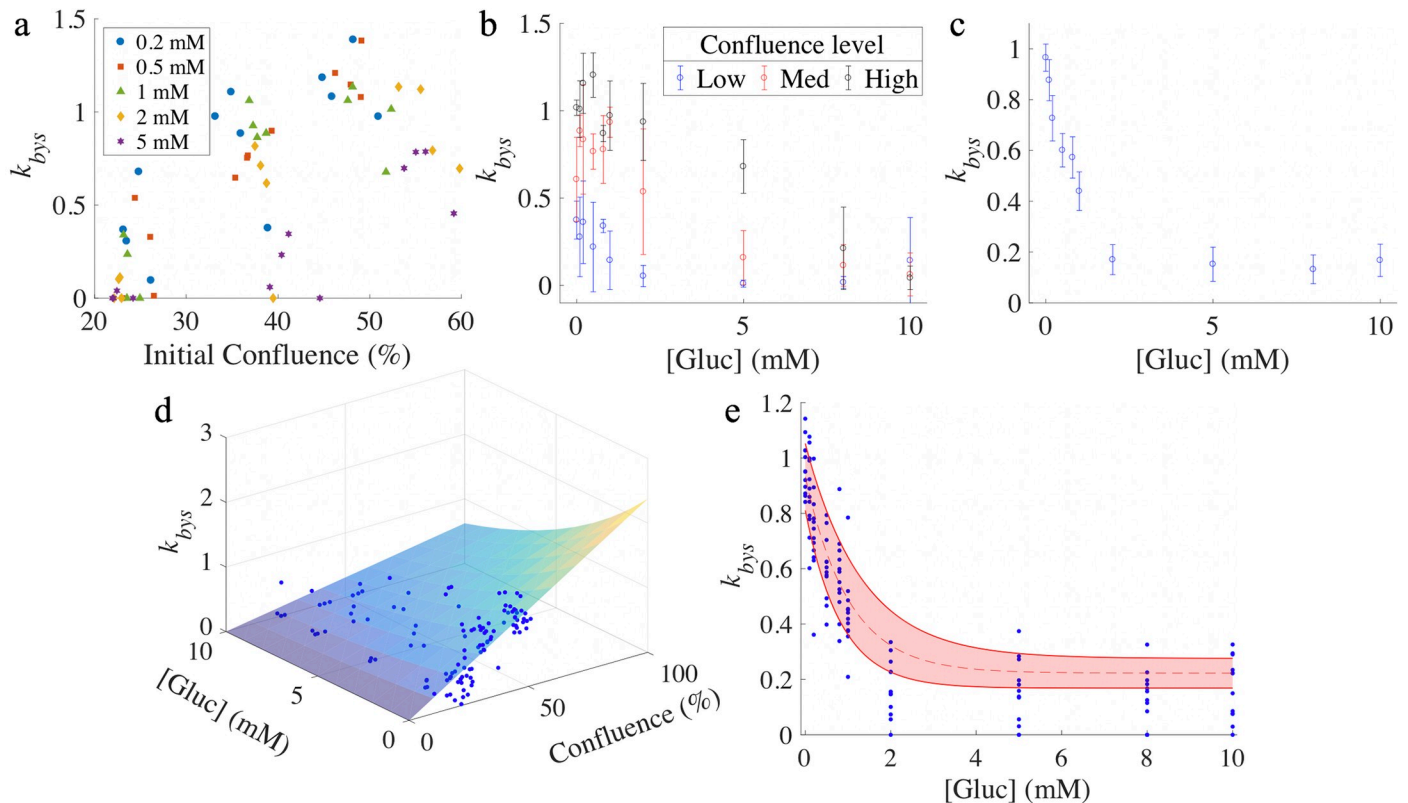 a
1.5
1
0.5
0
k_bys
0.2 mM
0.5 mM
1 mM
2 mM
5 mM
20 30 40 50 60
Initial Confluence (%)
b
1.5
1
0.5
0
k_bys
Confluence level
Low Med High
0 5 10
[Gluc] (mM)
c
1
0.8
0.6
0.4
0.2
0
k_bys
0 5 10
[Gluc] (mM)
d
3
2
1
0
k_bys
10
5
0
[Gluc] (mM)
0
50
100
Confluence (%)
e
1.2
1
0.8
0.6
0.4
0.2
0
k_bys
0 2 4 6 8 10
[Gluc] (mM)